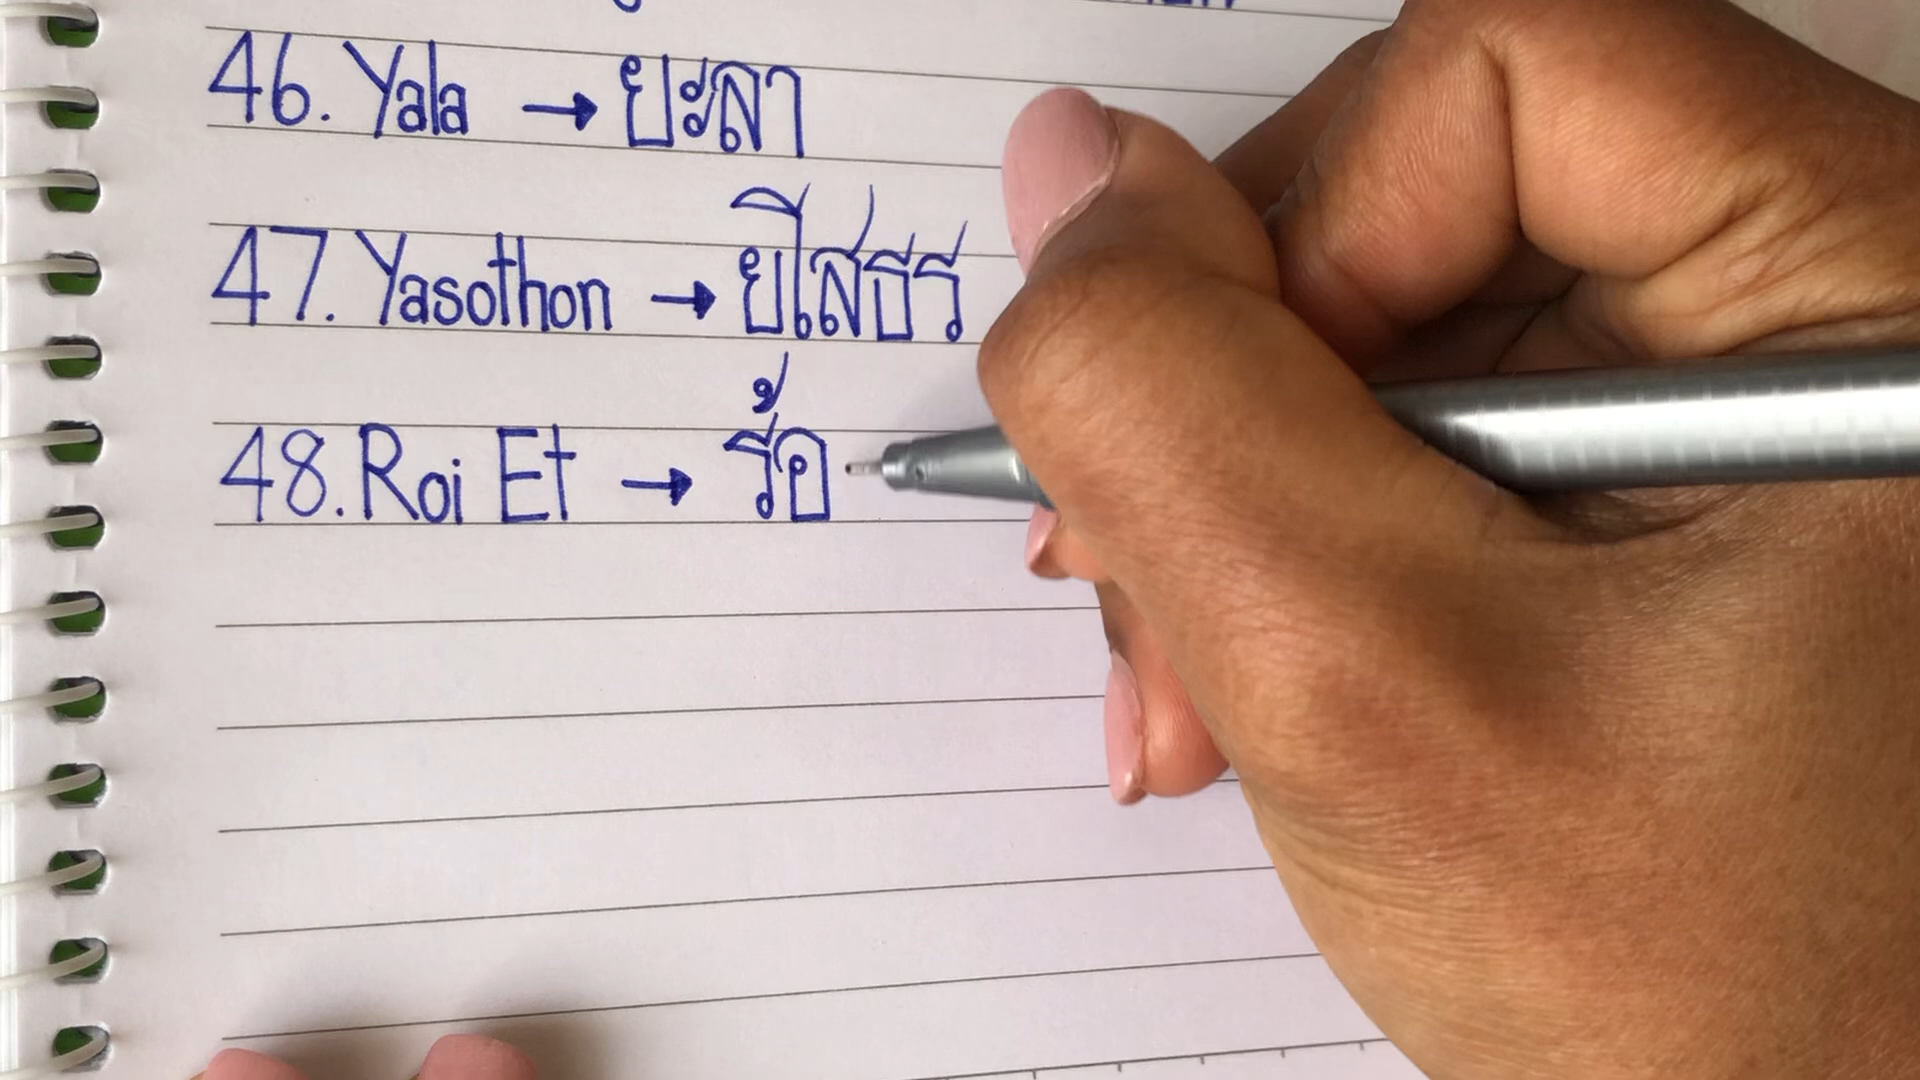 46. Yala → ยะลา
47. Yasothon → ยโสธร
48. Roi Et → ร้อ